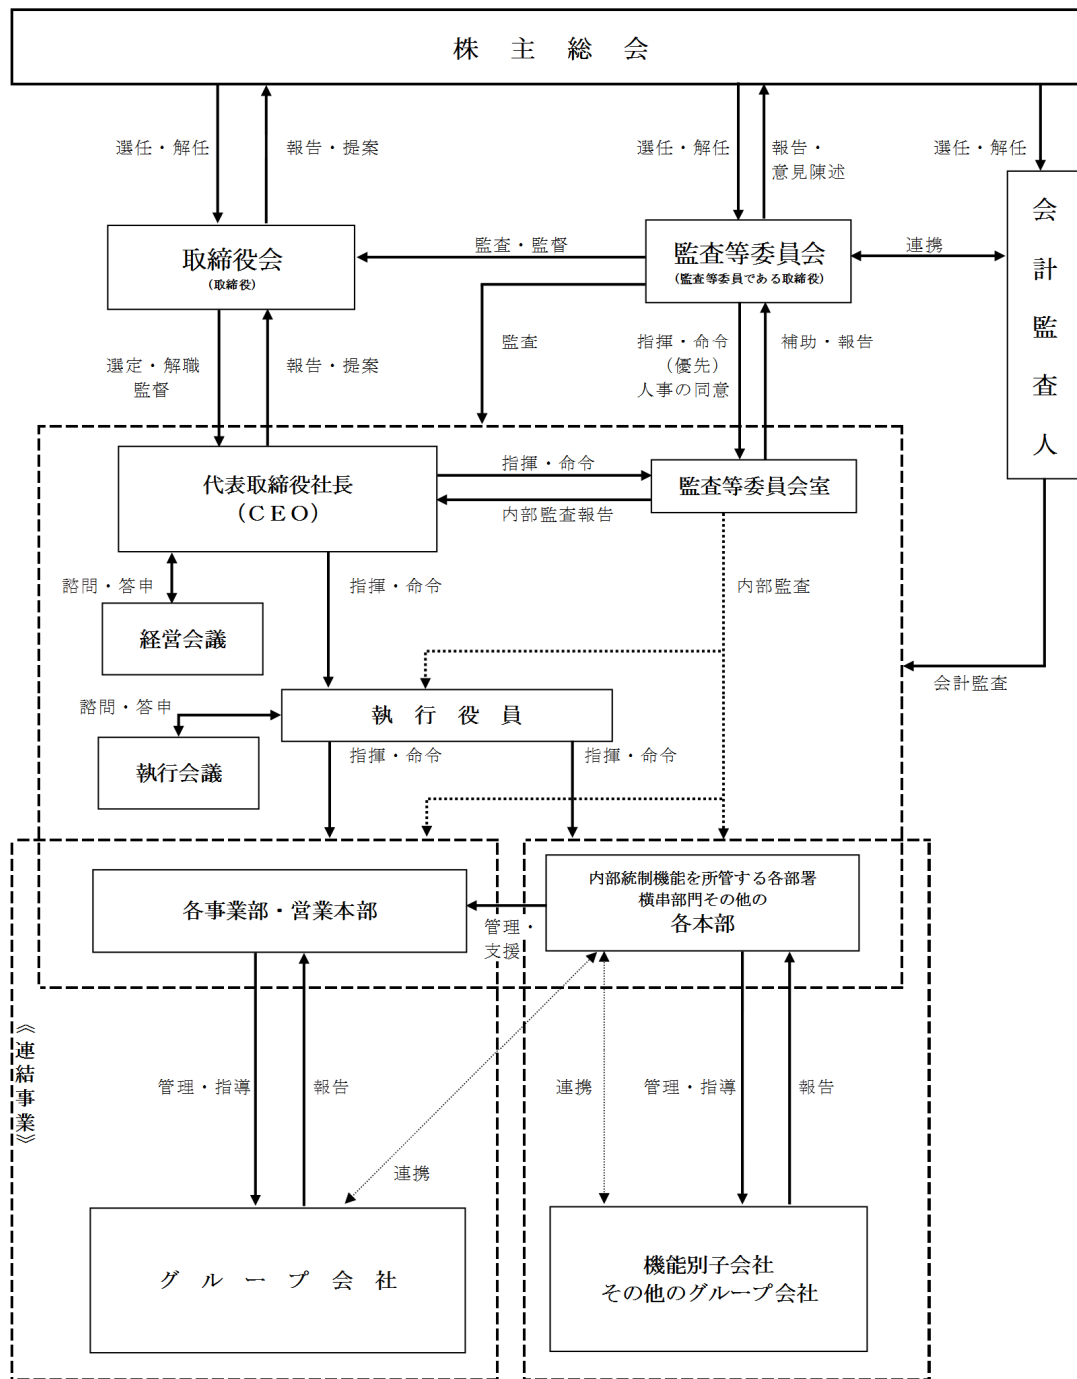 株主総会
選任・解任
報告・提案
選任・解任
報告・
意見陳述
選任・解任
会計監査人
取締役会
(取締役)
監査・監督
監査等委員会
(監査等委員である取締役)
連携
選定・解職
監督
報告・提案
監査
指揮・命令
(優先)
人事の同意
補助・報告
代表取締役社長
(CEO)
指揮・命令
内部監査報告
監査等委員会室
諮問・答申
指揮・命令
内部監査
経営会議
会計監査
諮問・答申
執行役員
執行会議
指揮・命令
指揮・命令
各事業部・営業本部
管理・
支援
内部統制機能を所管する各部署
横串部門その他の
各本部
《連結事業》
管理・指導
報告
連携
連携
管理・指導
報告
グループ会社
機能別子会社
その他のグループ会社